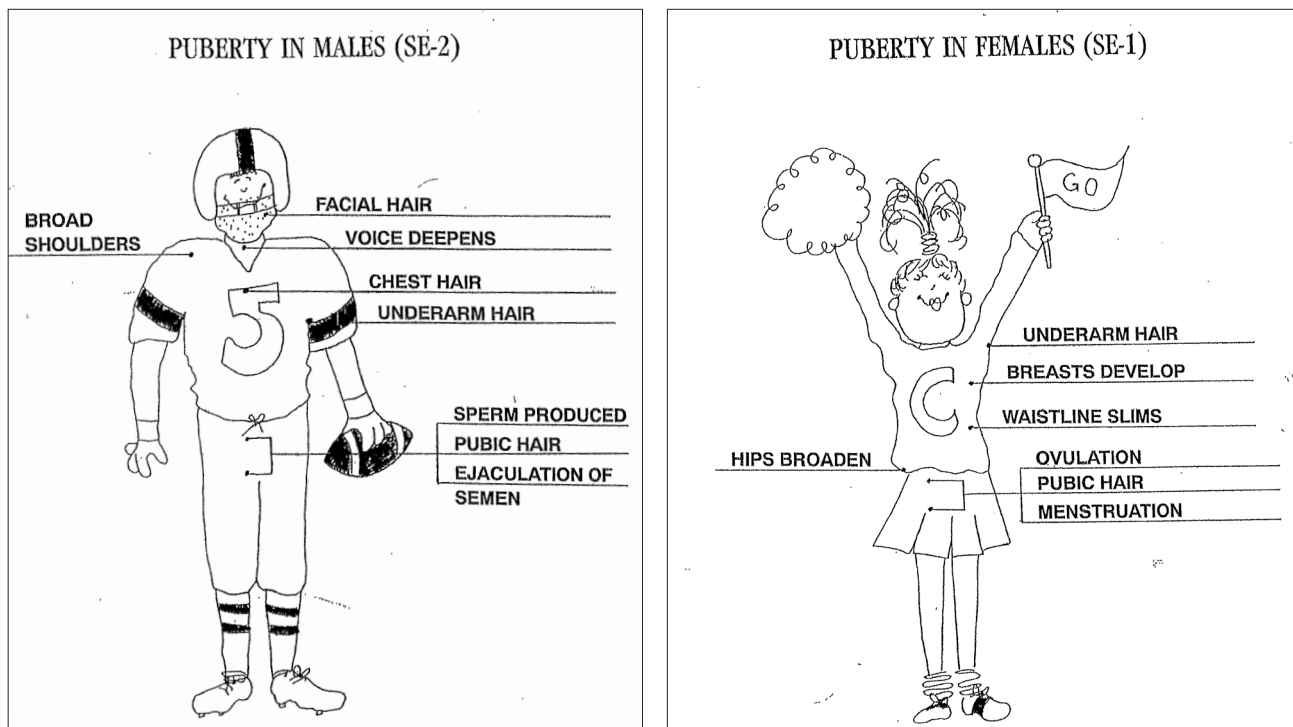 PUBERTY IN MALES (SE-2)
BROAD
SHOULDERS
FACIAL HAIR
VOICE DEEPENS
CHEST HAIR
UNDERARM HAIR
5
SPERM PRODUCED
PUBIC HAIR
EJACULATION OF
SEMEN
PUBERTY IN FEMALES (SE-1)
GO
UNDERARM HAIR
BREASTS DEVELOP
C
WAISTLINE SLIMS
HIPS BROADEN
OVULATION
PUBIC HAIR
MENSTRUATION